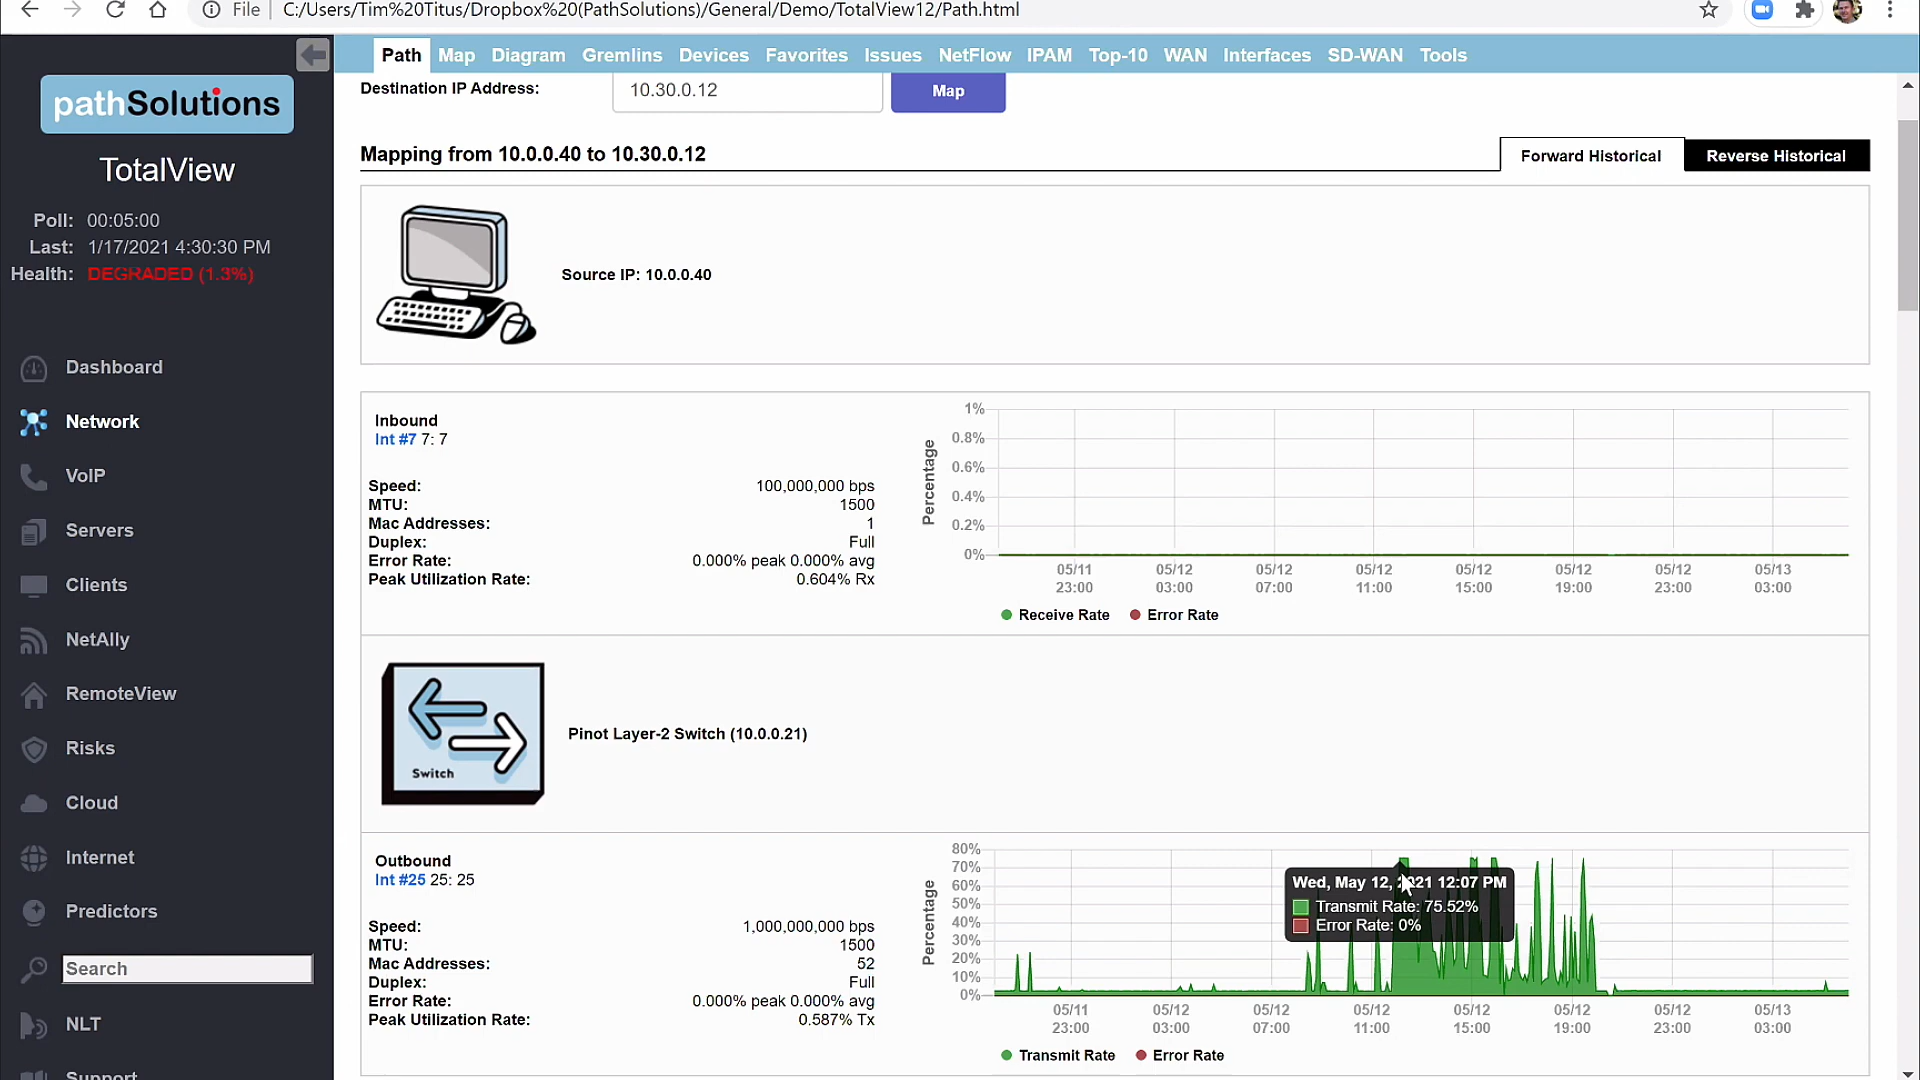 File
C:/Users/Tim%20Titus/Dropbox%20(PathSolutions)/General/Demo/TotalView12/Path.html
pathSolutions
TotalView
Poll: 00:05:00
Last: 1/17/2021 4:30:30 PM
Health: DEGRADED (1.3%)
Dashboard
Network
VoIP
Servers
Clients
NetAlly
RemoteView
Risks
Cloud
Internet
Predictors
Search
NLT
Support
Path Map Diagram Gremlins Devices Favorites Issues NetFlow IPAM Top-10 WAN Interfaces SD-WAN Tools
Destination IP Address: 10.30.0.12 Map
Mapping from 10.0.0.40 to 10.30.0.12
Forward Historical Reverse Historical
Source IP: 10.0.0.40
Inbound
Int #7 7: 7
Speed: 100,000,000 bps
MTU: 1500
Mac Addresses: 1
Duplex: Full
Error Rate: 0.000% peak 0.000% avg
Peak Utilization Rate: 0.604% Rx
Percentage
1%
0.8%
0.6%
0.4%
0.2%
0%
05/11 05/12 05/12 05/12 05/12 05/12 05/12 05/13
23:00 03:00 07:00 11:00 15:00 19:00 23:00 03:00
Receive Rate Error Rate
Switch
Pinot Layer-2 Switch (10.0.0.21)
Outbound
Int #25 25: 25
Speed: 1,000,000,000 bps
MTU: 1500
Mac Addresses: 52
Duplex: Full
Error Rate: 0.000% peak 0.000% avg
Peak Utilization Rate: 0.587% Tx
Percentage
80%
70%
60%
50%
40%
30%
20%
10%
0%
Wed, May 12, 2021 12:07 PM
Transmit Rate: 75.52%
Error Rate: 0%
05/11 05/12 05/12 05/12 05/12 05/12 05/12 05/13
23:00 03:00 07:00 11:00 15:00 19:00 23:00 03:00
Transmit Rate Error Rate